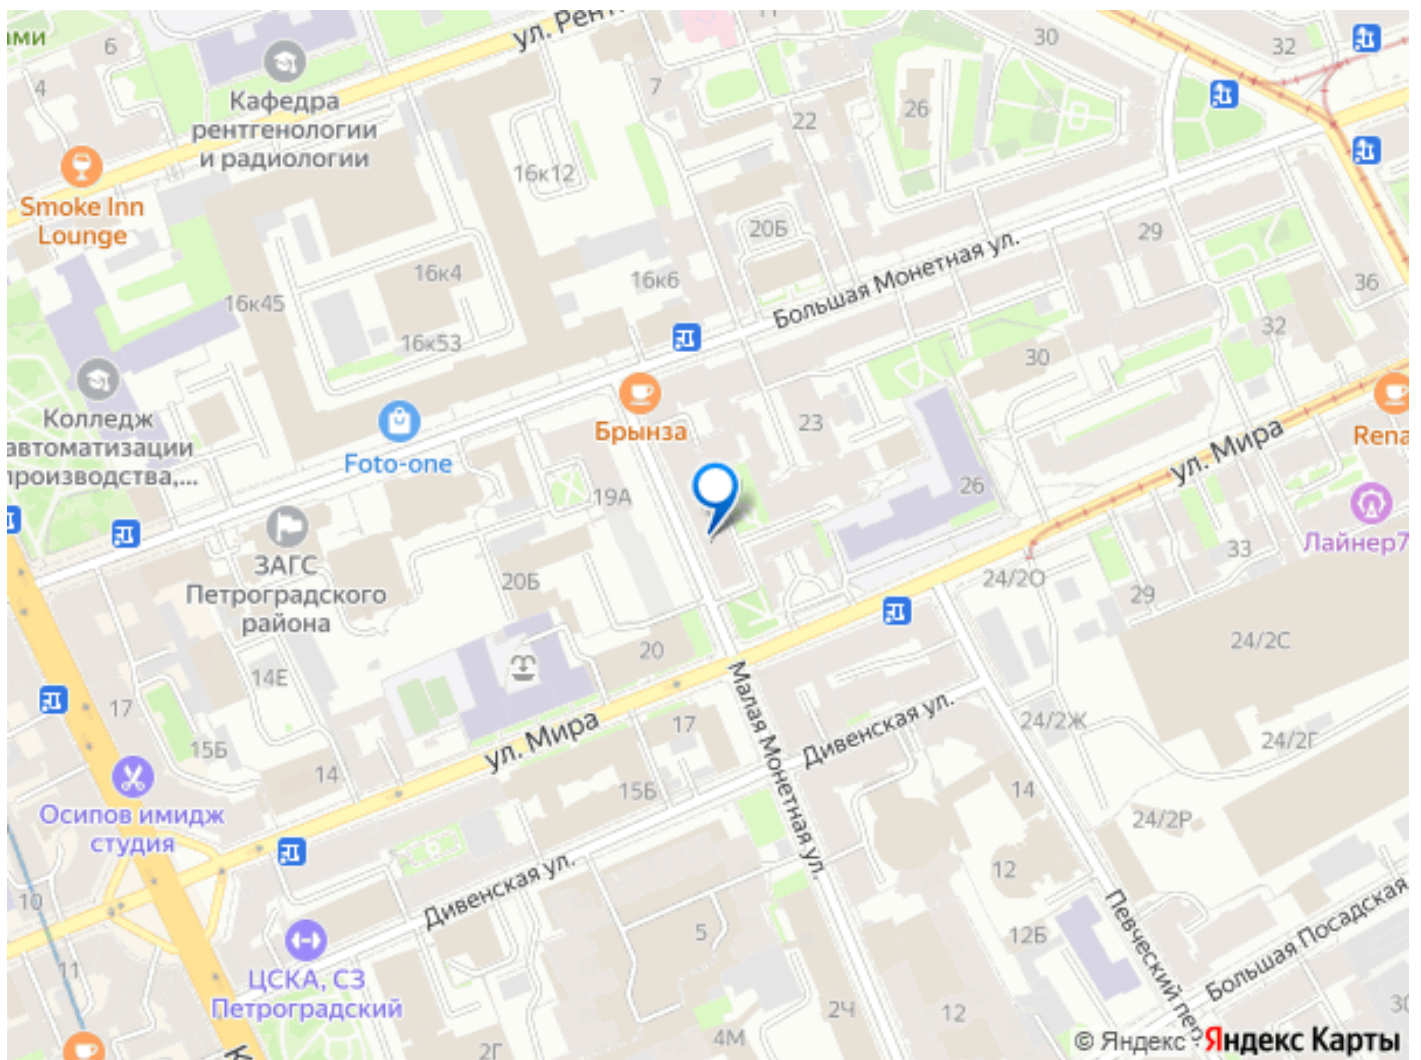 ами
6
4
Кафедра
рентгенологии
и радиологии
ул. Рент
11
7
30
32
26
22
16к12
Smoke Inn
Lounge
20Б
29
16к4
16к6
16к45
Большая Монетная ул.
36
16к53
32
30
Колледж
автоматизации
производства,...
Foto-one
Брынза
23
ул. Мира
Rena
19А
26
ЗАГС
Петроградского
района
Лайнер7
33
20Б
24/2О
29
24/2С
14Е
20
17
15Б
Малая Монетная ул.
Дивенская ул.
24/2Ж
24/2Г
17
ул. Мира
14
15Б
14
24/2Р
Осипов имидж
студия
6
12
10
Дивенская ул.
Певческий пер.
Большая Посадская
11
5
12Б
30
ЦСКА, СЗ
Петроградский
2Ч
12
4М
2Г
К
© Яндекс Яндекс Карты